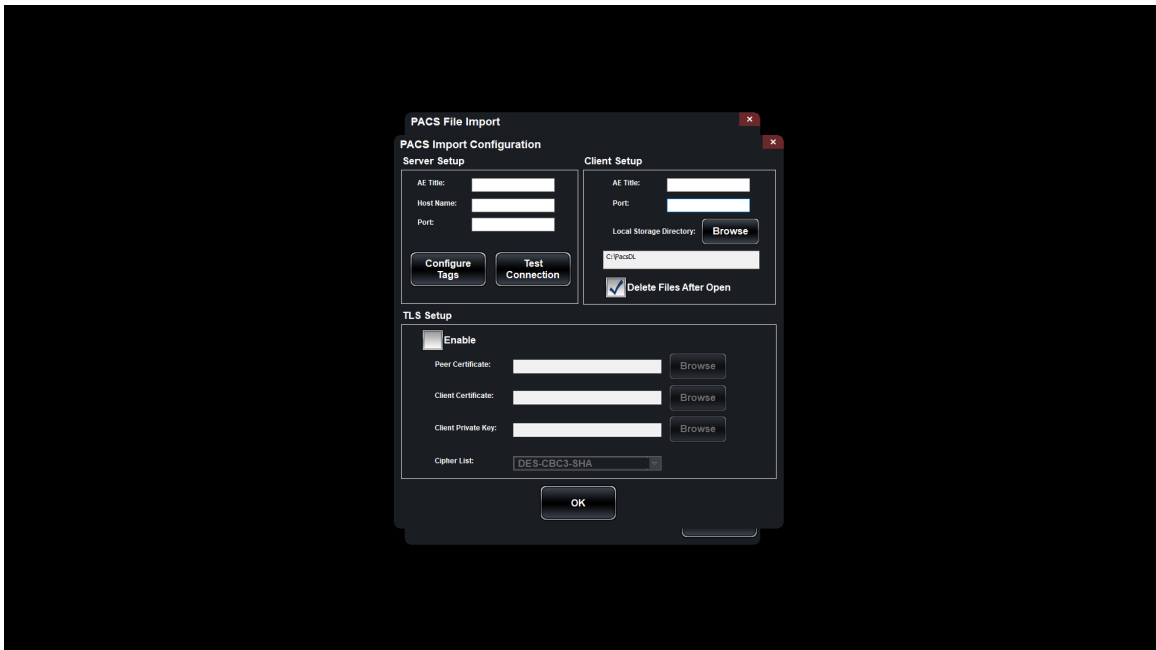 PACS File Import
PACS Import Configuration
Server Setup
AE Title:
Host Name:
Port:
Configure
Tags
Test
Connection
Client Setup
AE Title:
Port:
Local Storage Directory:
Browse
C:\PacsDL
Delete Files After Open
TLS Setup
Enable
Peer Certificate:
Browse
Client Certificate:
Browse
Client Private Key:
Browse
Cipher List:
DES-CBC3-SHA
OK